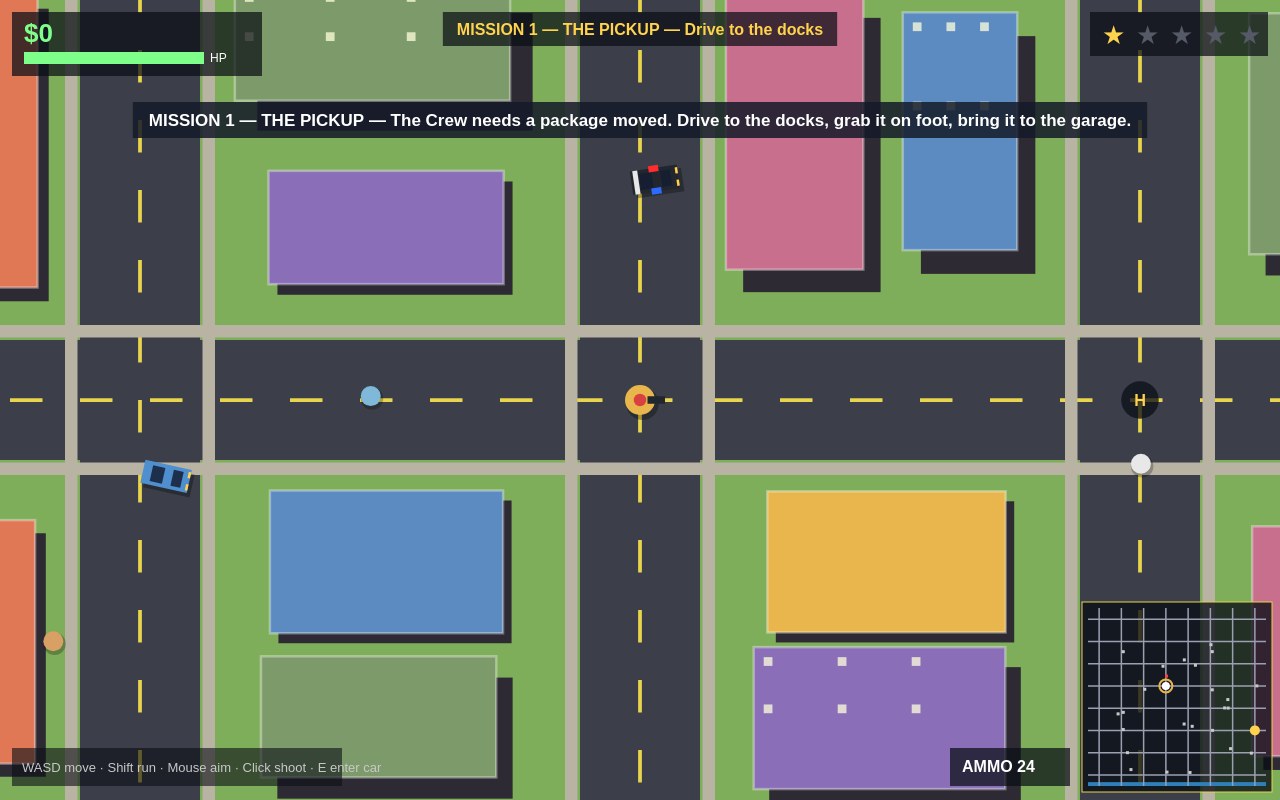 $0
HP
MISSION 1 — THE PICKUP — Drive to the docks
MISSION 1 — THE PICKUP — The Crew needs a package moved. Drive to the docks, grab it on foot, bring it to the garage.
H
WASD move · Shift run · Mouse aim · Click shoot · E enter car
AMMO 24